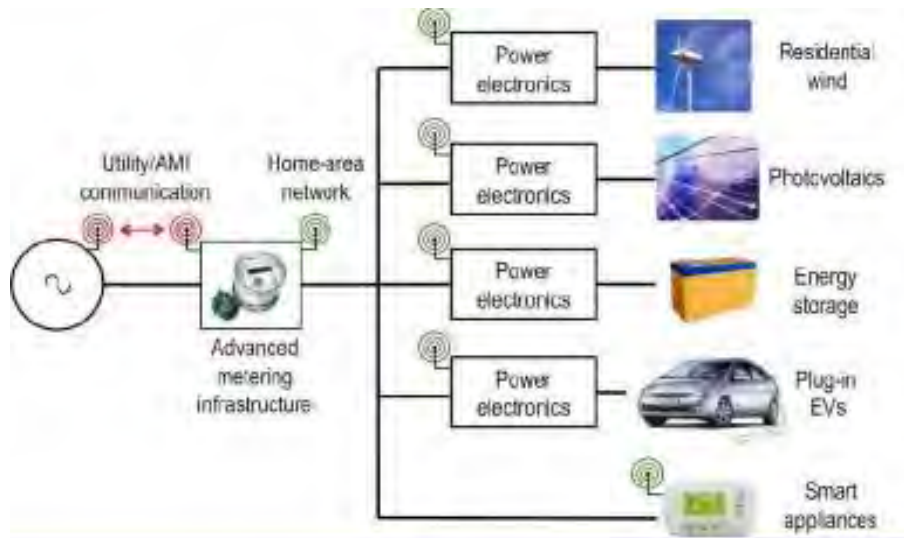 Power
electronics
Residential
wind
Utility/AMI
communication
Home-area
network
Power
electronics
Photovoltaics
Advanced
metering
infrastructure
Power
electronics
Energy
storage
Power
electronics
Plug-in
EVs
Smart
appliances